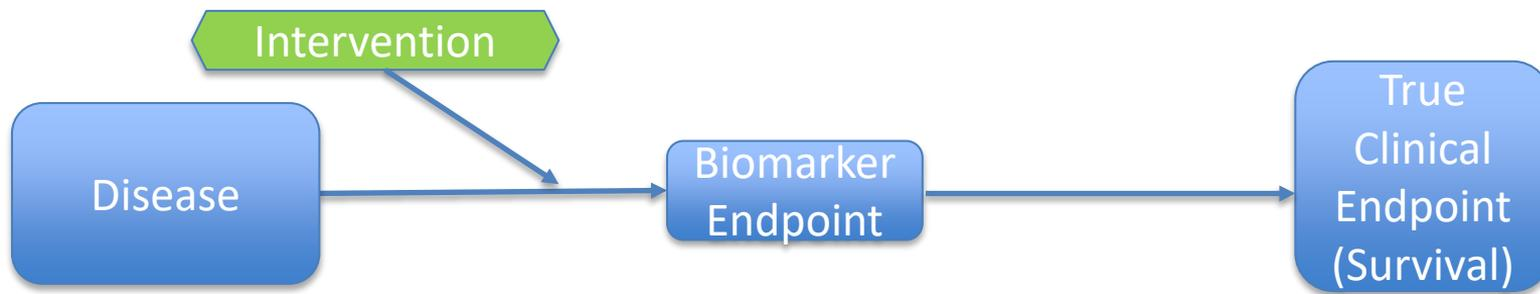 Intervention
Disease
Biomarker
Endpoint
True
Clinical
Endpoint
(Survival)